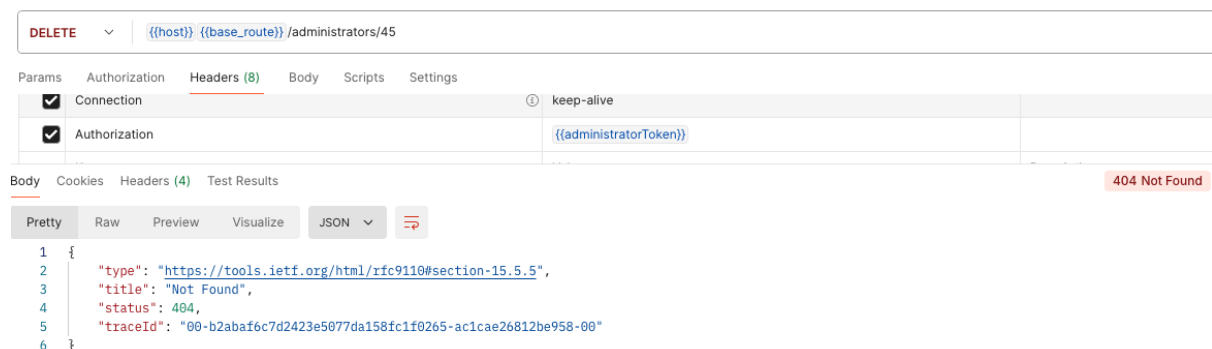 DELETE {{host}} {{base_route}} /administrators/45
Params Authorization Headers (8) Body Scripts Settings
Connection keep-alive
Authorization {{administratorToken}}
Body Cookies Headers (4) Test Results 404 Not Found
Pretty Raw Preview Visualize JSON
1 {
2 "type": "https://tools.ietf.org/html/rfc9110#section-15.5.5",
3 "title": "Not Found",
4 "status": 404,
5 "traceId": "00-b2abaf6c7d2423e5077da158fc1f0265-ac1cae26812be958-00"
6 }